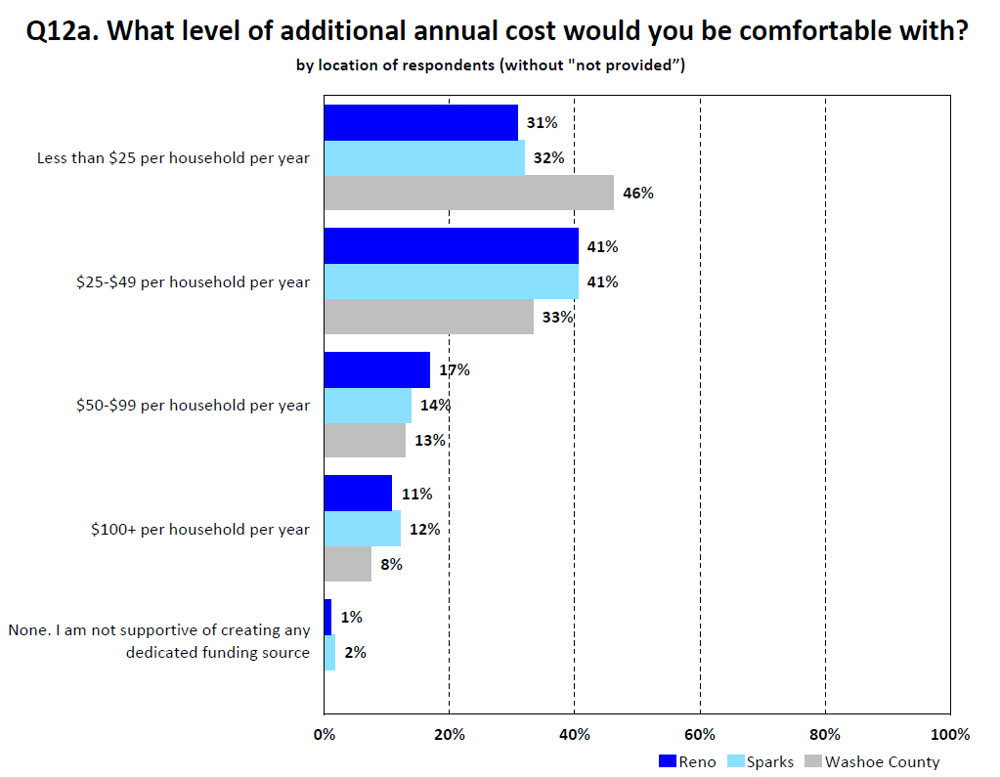 Q12a. What level of additional annual cost would you be comfortable with?
by location of respondents (without "not provided”)
Less than $25 per household per year
31%
32%
46%
$25-$49 per household per year
41%
41%
33%
$50-$99 per household per year
17%
14%
13%
$100+ per household per year
11%
12%
8%
None. I am not supportive of creating any
dedicated funding source
1%
2%
0% 20% 40% 60% 80% 100%
Reno Sparks Washoe County